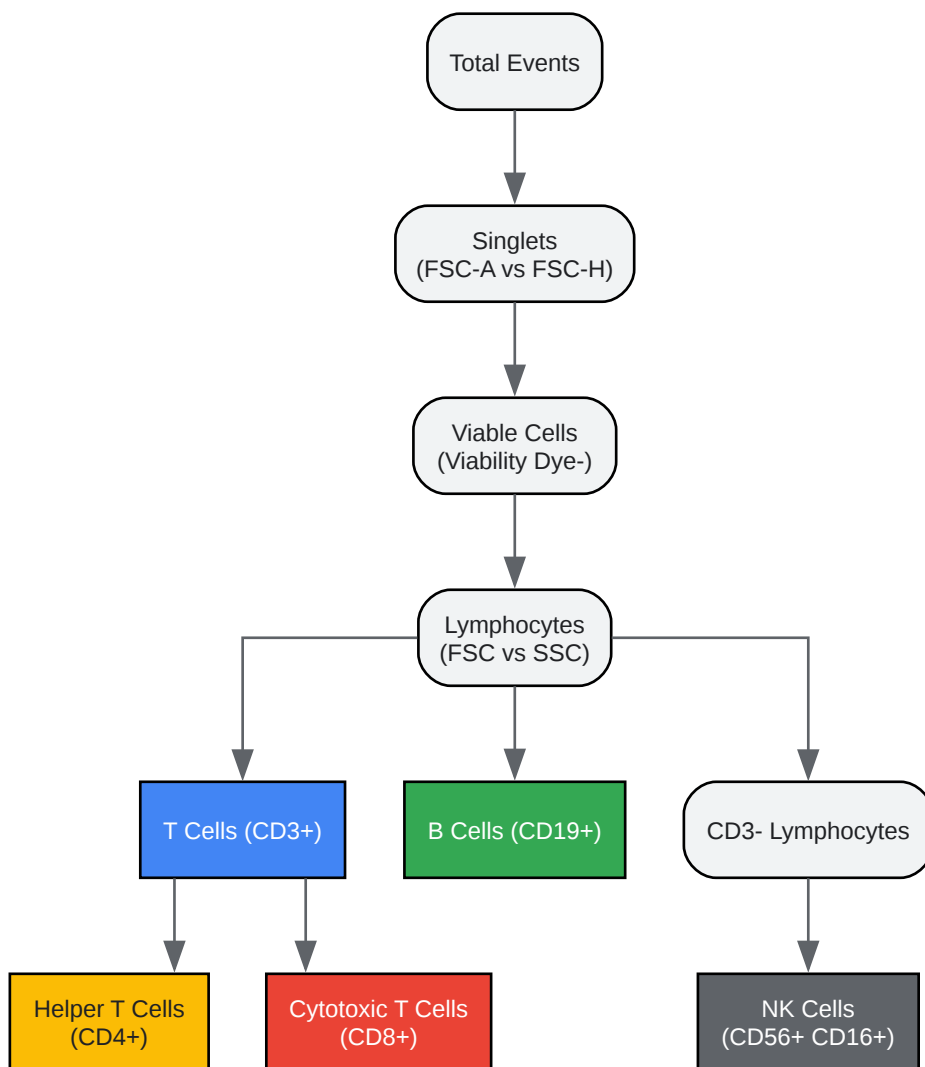 Total Events
Singlets
(FSC-A vs FSC-H)
Viable Cells
(Viability Dye-)
Lymphocytes
(FSC vs SSC)
T Cells (CD3+)
B Cells (CD19+)
CD3- Lymphocytes
Helper T Cells
(CD4+)
Cytotoxic T Cells
(CD8+)
NK Cells
(CD56+ CD16+)